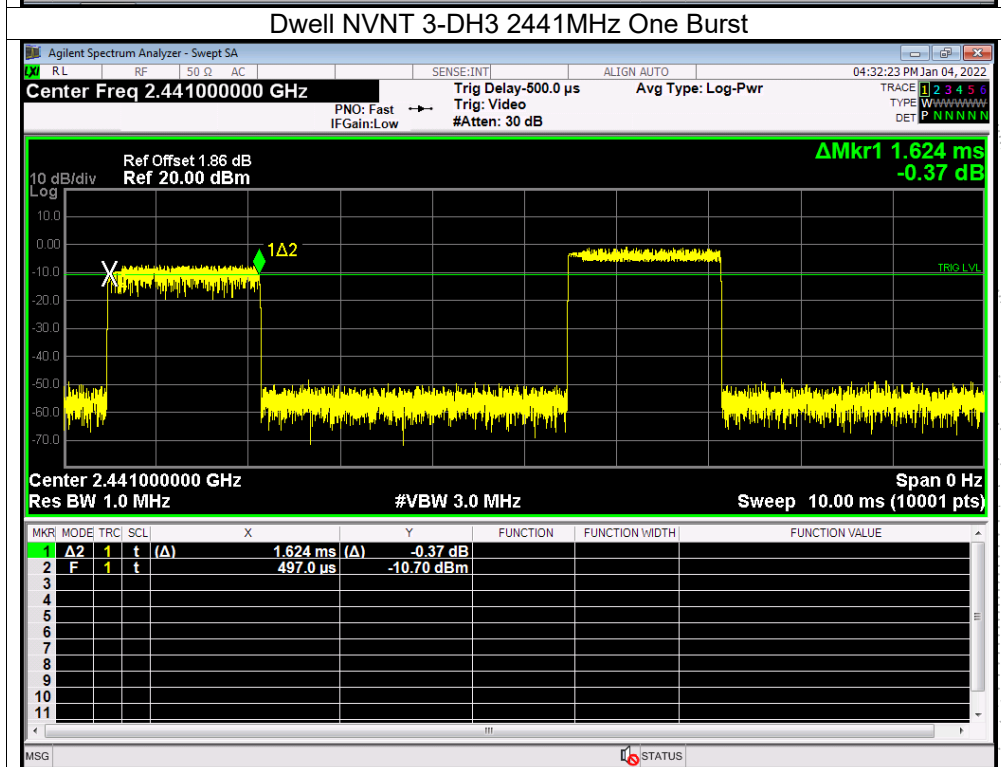 Dwell NVNT 3-DH3 2441MHz One Burst
Agilent Spectrum Analyzer - Swept SA
LXI RL RF 50 Ω AC SENSE:INT ALIGN AUTO 04:32:23 PM Jan 04, 2022
Center Freq 2.441000000 GHz
PNO: Fast
IFGain:Low
Trig Delay-500.0 µs
Trig: Video
#Atten: 30 dB
Avg Type: Log-Pwr
TRACE 1 2 3 4 5 6
TYPE WWWWWW
DET P N N N N N
ΔMkr1 1.624 ms
-0.37 dB
Ref Offset 1.86 dB
10 dB/div Ref 20.00 dBm
Log
10.0
0.00
-10.0
-20.0
-30.0
-40.0
-50.0
-60.0
-70.0
X
1Δ2
TRIG LVL
Center 2.441000000 GHz Span 0 Hz
Res BW 1.0 MHz #VBW 3.0 MHz Sweep 10.00 ms (10001 pts)
MKR MODE TRC SCL X Y FUNCTION FUNCTION WIDTH FUNCTION VALUE
1 Δ2 1 t (Δ) 1.624 ms (Δ) -0.37 dB
2 F 1 t 497.0 µs -10.70 dBm
3
4
5
6
7
8
9
10
11
MSG STATUS